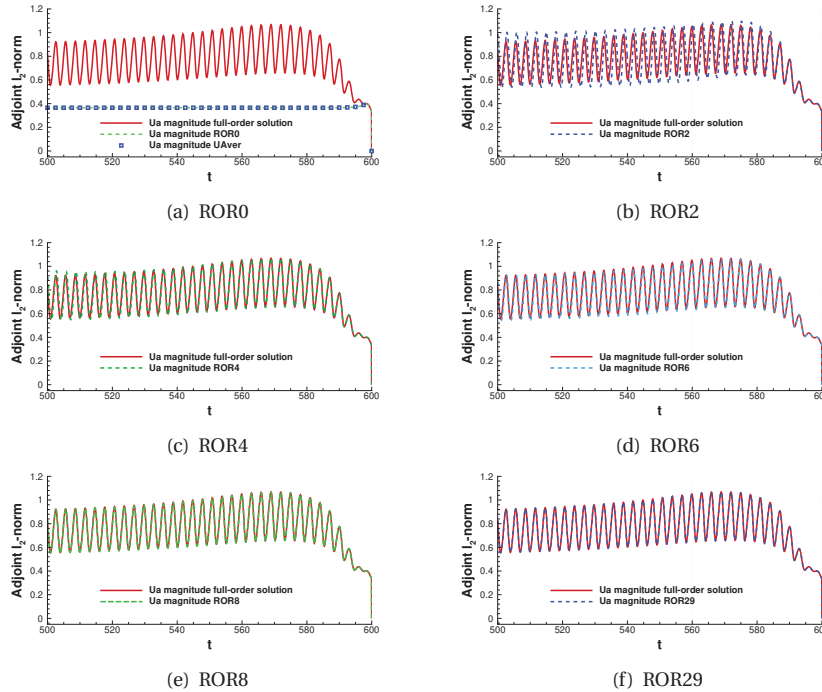 1.2
1
0.8
0.6
0.4
0.2
0
Adjoint l2-norm
Ua magnitude full-order solution
Ua magnitude ROR0
Ua magnitude UAver
500 520 540 560 580 600
t
(a) ROR0
1.2
1
0.8
0.6
0.4
0.2
0
Adjoint l2-norm
Ua magnitude full-order solution
Ua magnitude ROR2
500 520 540 560 580 600
t
(b) ROR2
1.2
1
0.8
0.6
0.4
0.2
0
Adjoint l2-norm
Ua magnitude full-order solution
Ua magnitude ROR4
500 520 540 560 580 600
t
(c) ROR4
1.2
1
0.8
0.6
0.4
0.2
0
Adjoint l2-norm
Ua magnitude full-order solution
Ua magnitude ROR6
500 520 540 560 580 600
t
(d) ROR6
1.2
1
0.8
0.6
0.4
0.2
0
Adjoint l2-norm
Ua magnitude full-order solution
Ua magnitude ROR8
500 520 540 560 580 600
t
(e) ROR8
1.2
1
0.8
0.6
0.4
0.2
0
Adjoint l2-norm
Ua magnitude full-order solution
Ua magnitude ROR29
500 520 540 560 580 600
t
(f) ROR29